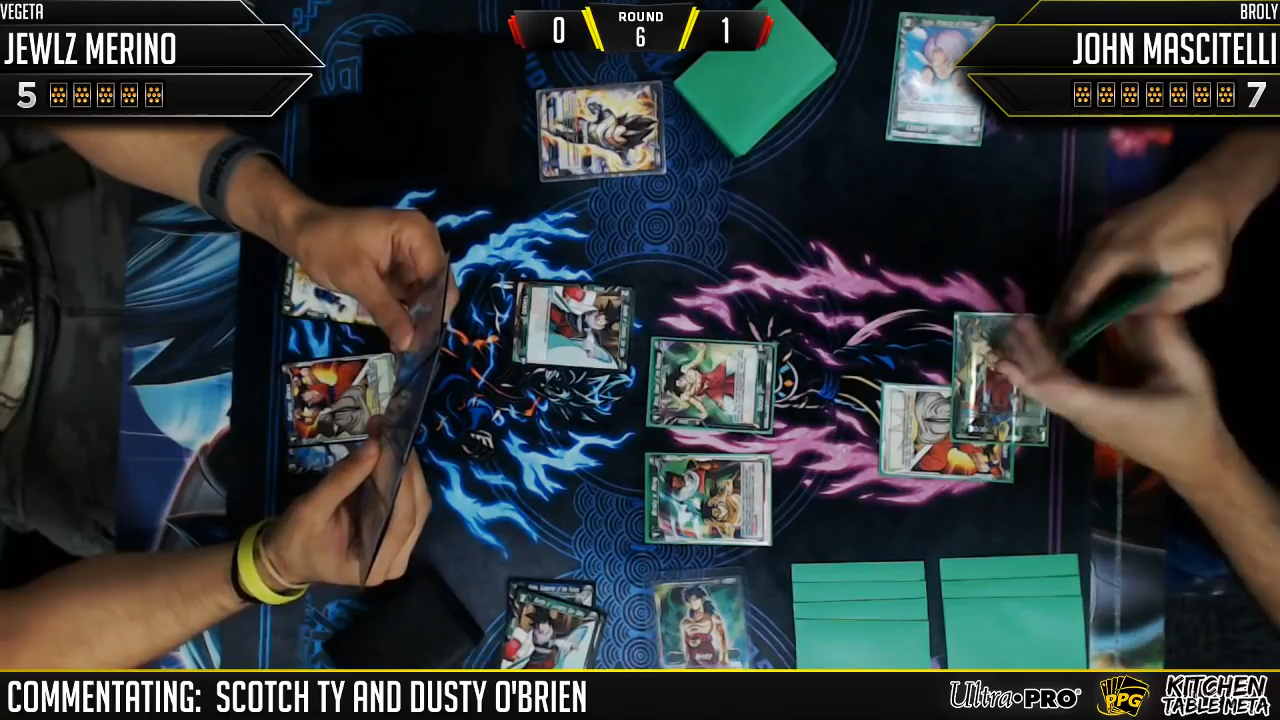 VEGETA
JEWLZ MERINO
5
0
ROUND
6
1
BROLY
JOHN MASCITELLI
7
COMMENTATING: SCOTCH TY AND DUSTY O'BRIEN
Ultra•PRO®
PPG
KITCHEN
TABLE META